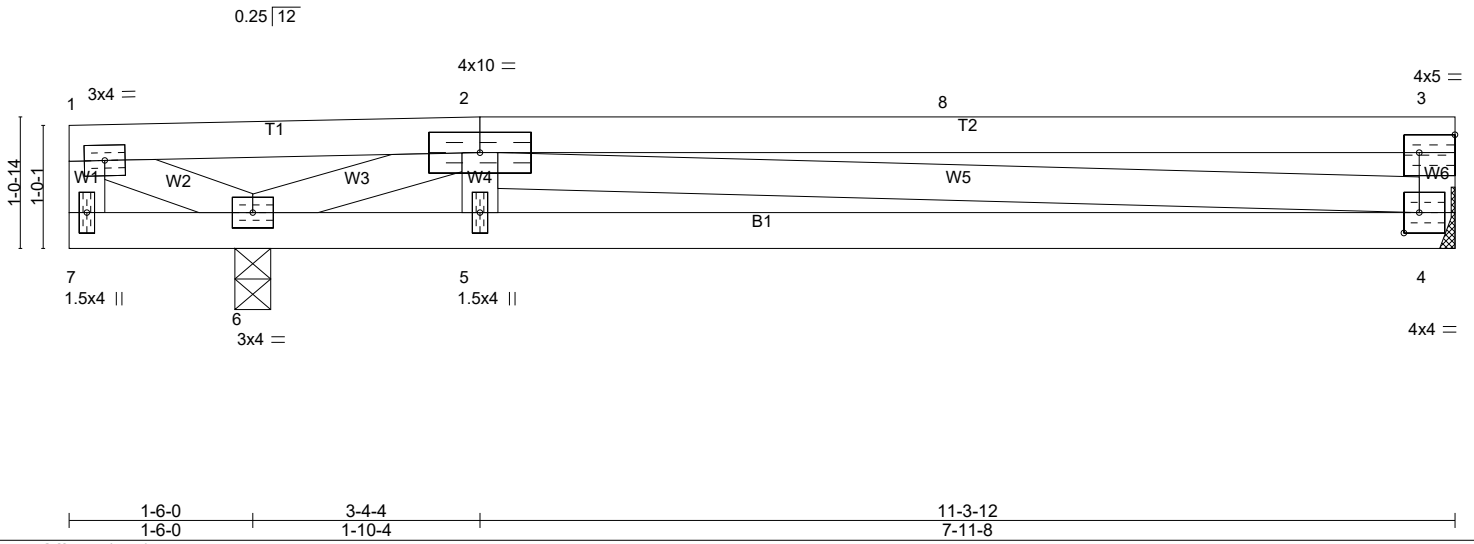 0.25 12
4x10 =
3x4 =
4x5 =
1
2
8
3
T1
T2
1-0-14
1-0-1
W1
W2
W3
W4
W5
W6
B1
7
5
4
1.5x4 ||
1.5x4 ||
6
3x4 =
4x4 =
1-6-0
3-4-4
11-3-12
1-6-0
1-10-4
7-11-8